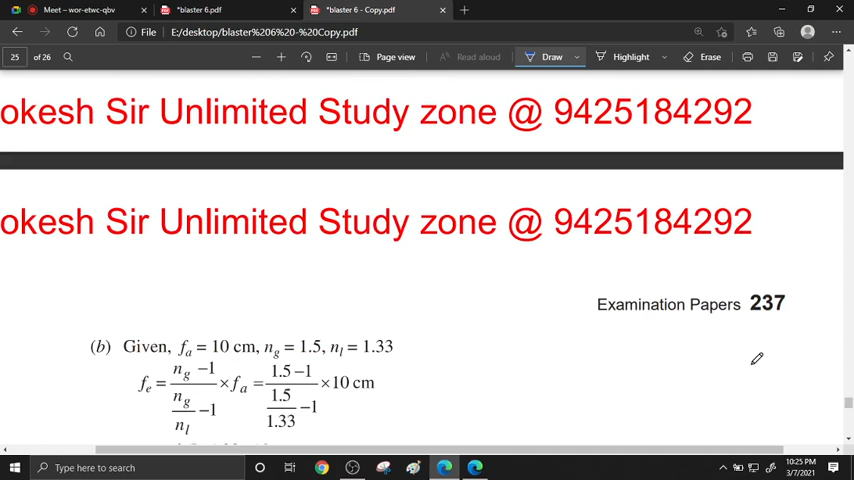 Meet – wor-etwc-qbv
*blaster 6.pdf
*blaster 6 - Copy.pdf
File
E:/desktop/blaster%206%20-%20Copy.pdf
25 of 26
Page view
Read aloud
Draw
Highlight
Erase
okesh Sir Unlimited Study zone @ 9425184292
okesh Sir Unlimited Study zone @ 9425184292
Examination Papers 237
(b) Given, f_a = 10 cm, n_g = 1.5, n_l = 1.33
f_e = (n_g −1)/(n_g/n_l −1) × f_a = (1.5 −1)/(1.5/1.33 −1) × 10 cm
Type here to search
10:25 PM
3/7/2021